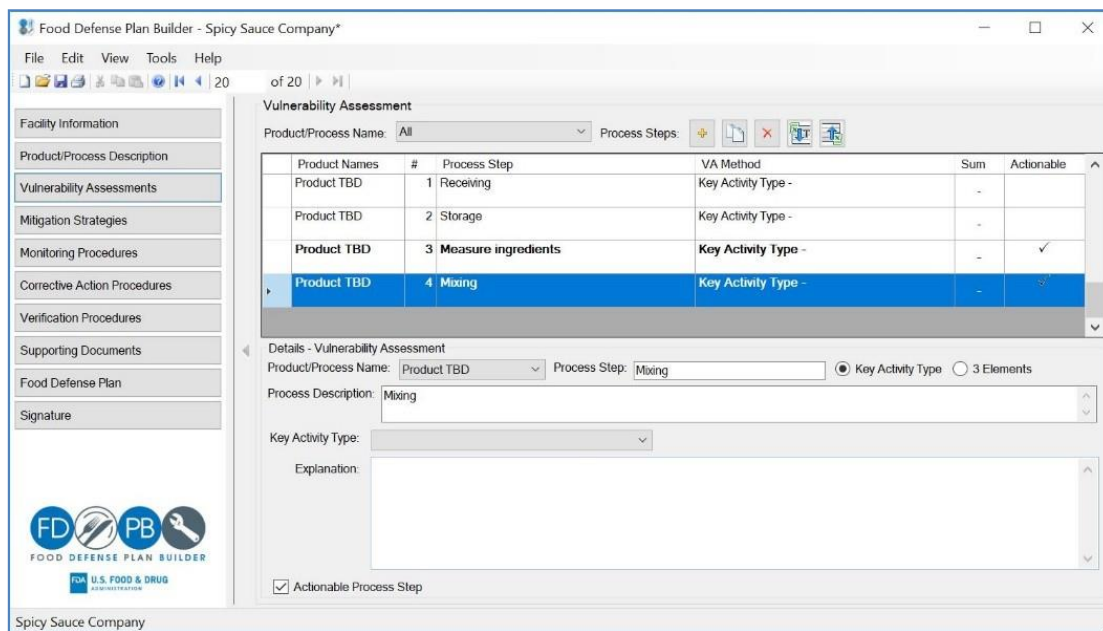 Food Defense Plan Builder - Spicy Sauce Company*
File Edit View Tools Help
20 of 20
Facility Information
Product/Process Description
Vulnerability Assessments
Mitigation Strategies
Monitoring Procedures
Corrective Action Procedures
Verification Procedures
Supporting Documents
Food Defense Plan
Signature
FD PB
FOOD DEFENSE PLAN BUILDER
FDA U.S. FOOD & DRUG
ADMINISTRATION
Vulnerability Assessment
Product/Process Name: All Process Steps:
Product Names # Process Step VA Method Sum Actionable
Product TBD 1 Receiving Key Activity Type - -
Product TBD 2 Storage Key Activity Type - -
Product TBD 3 Measure ingredients Key Activity Type - - ✓
Product TBD 4 Mixing Key Activity Type - - ✓
Details - Vulnerability Assessment
Product/Process Name: Product TBD Process Step: Mixing Key Activity Type 3 Elements
Process Description: Mixing
Key Activity Type:
Explanation:
Actionable Process Step
Spicy Sauce Company